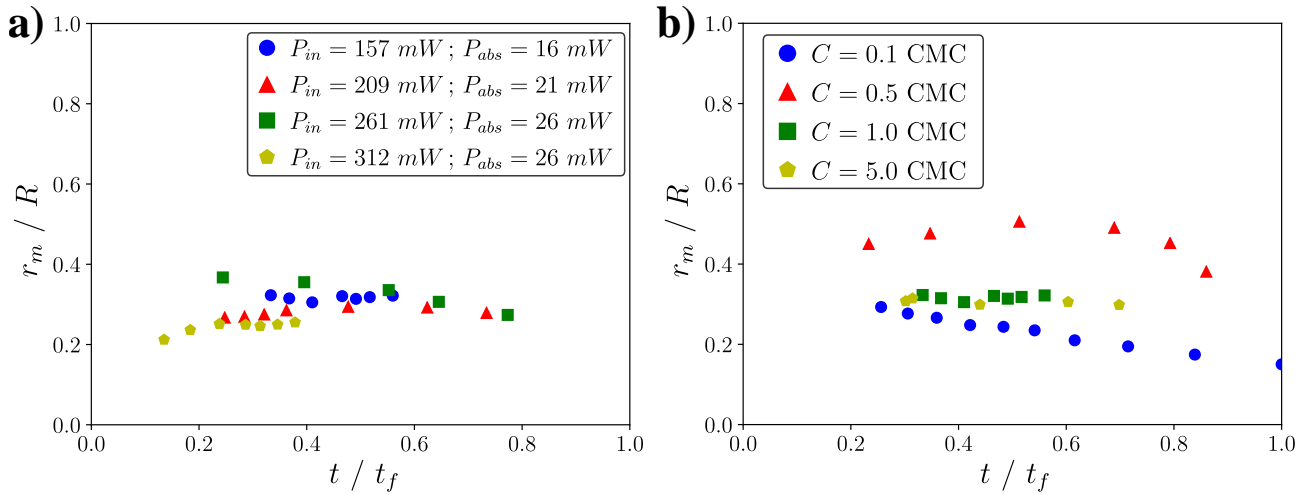 a)
P_in = 157 mW ; P_abs = 16 mW
P_in = 209 mW ; P_abs = 21 mW
P_in = 261 mW ; P_abs = 26 mW
P_in = 312 mW ; P_abs = 26 mW
1.0
0.8
0.6
0.4
0.2
0.0
r_m / R
0.0 0.2 0.4 0.6 0.8 1.0
t / t_f
b)
C = 0.1 CMC
C = 0.5 CMC
C = 1.0 CMC
C = 5.0 CMC
1.0
0.8
0.6
0.4
0.2
0.0
r_m / R
0.0 0.2 0.4 0.6 0.8 1.0
t / t_f